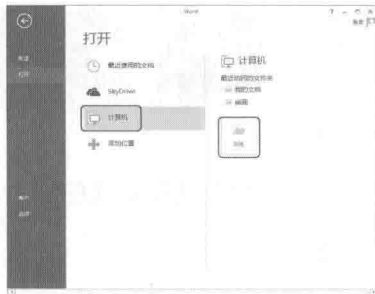 Word
打开
最近使用的文档
SkyDrive
计算机
添加位置
计算机
最近访问的文件夹
我的文档
桌面
浏览